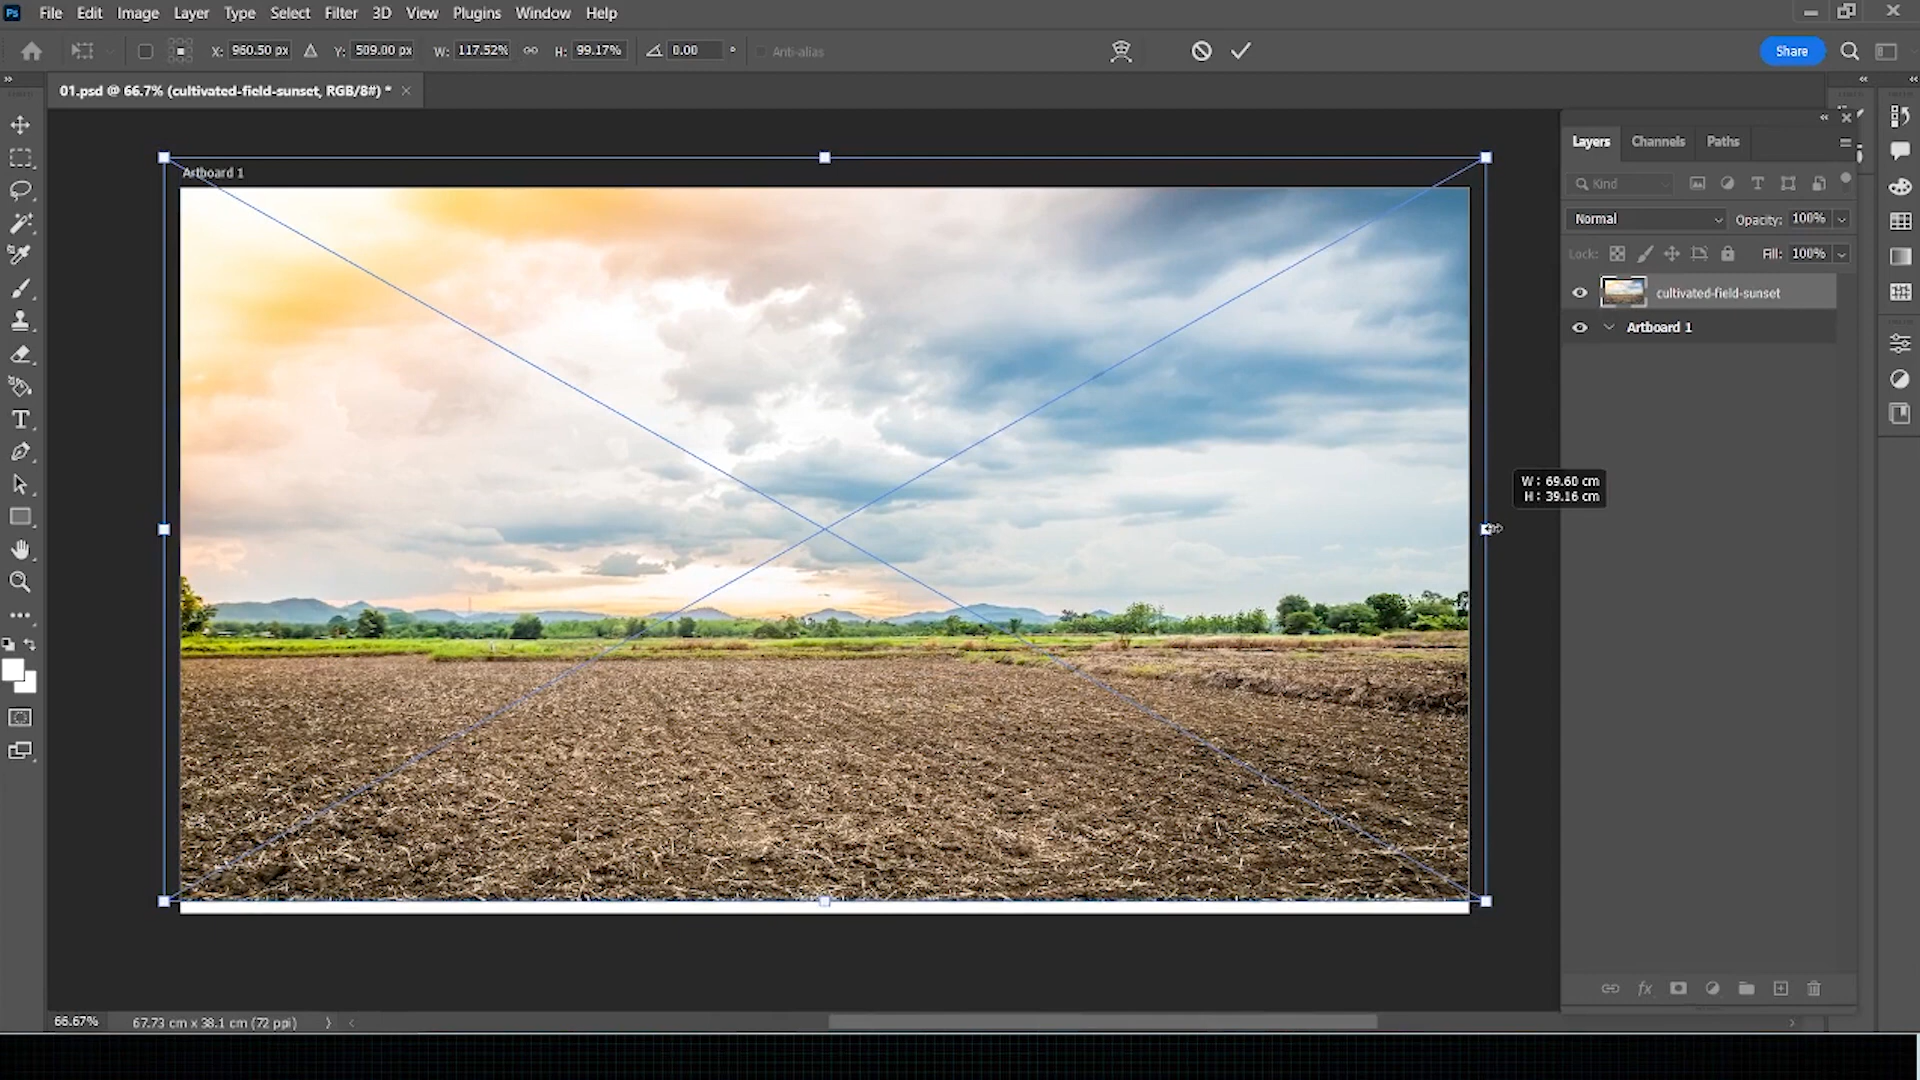 Ps File Edit Image Layer Type Select Filter 3D View Plugins Window Help
X: 960.50 px Y: 509.00 px W: 117.52% H: 99.17% 0.00 ° Anti-alias Share
01.psd @ 66.7% (cultivated-field-sunset, RGB/8#) *
Artboard 1
Layers Channels Paths
Kind
Normal Opacity: 100%
Lock: Fill: 100%
cultivated-field-sunset
Artboard 1
W: 69.60 cm
H: 39.16 cm
fx
66.67% 67.73 cm x 38.1 cm (72 ppi)